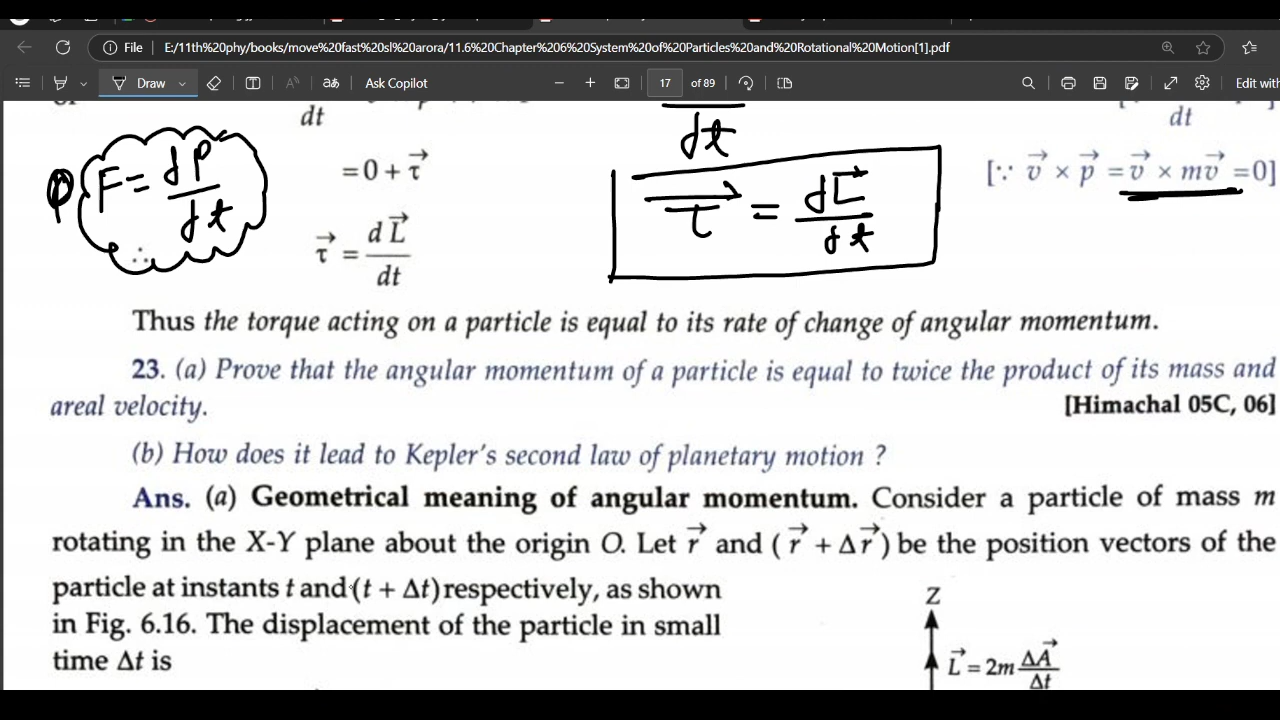 File | E:/11th%20phy/books/move%20fast%20sl%20arora/11.6%20Chapter%206%20System%20of%20Particles%20and%20Rotational%20Motion[1].pdf
Draw Ask Copilot 17 of 89 Edit with
dt
dt
dt
F = dP/dt
= 0 + τ⃗
τ⃗ = dL⃗/dt
[∵ v⃗ × p⃗ = v⃗ × mv⃗ = 0]
∴ τ⃗ = dL⃗/dt
Thus the torque acting on a particle is equal to its rate of change of angular momentum.
23. (a) Prove that the angular momentum of a particle is equal to twice the product of its mass and
areal velocity. [Himachal 05C, 06]
(b) How does it lead to Kepler's second law of planetary motion ?
Ans. (a) Geometrical meaning of angular momentum. Consider a particle of mass m
rotating in the X-Y plane about the origin O. Let r⃗ and (r⃗ + Δr⃗) be the position vectors of the
particle at instants t and (t + Δt) respectively, as shown
in Fig. 6.16. The displacement of the particle in small
time Δt is
Z
L⃗ = 2m ΔA⃗/Δt